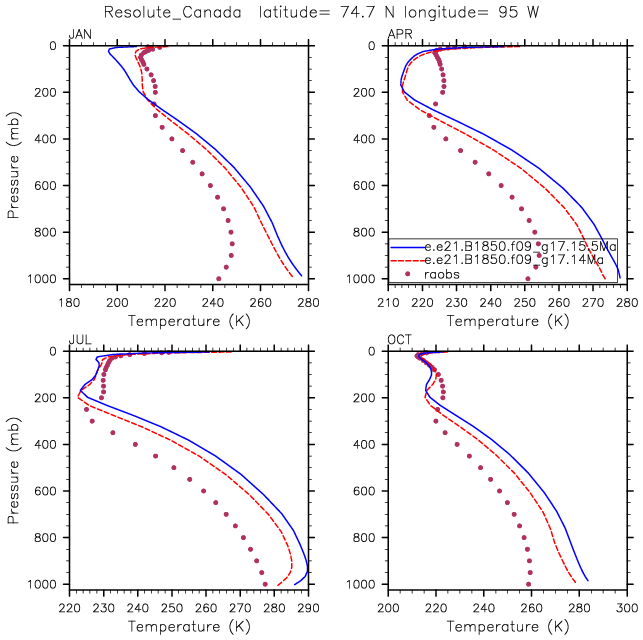 Resolute_Canada latitude= 74.7 N longitude= 95 W
JAN
0
200
400
600
800
1000
Pressure (mb)
180 200 220 240 260 280
Temperature (K)
APR
0
200
400
600
800
1000
e.e21.B1850.f09_g17.15.5Ma
e.e21.B1850.f09_g17.14Ma
raobs
210 220 230 240 250 260 270 280
Temperature (K)
JUL
0
200
400
600
800
1000
Pressure (mb)
220 230 240 250 260 270 280 290
Temperature (K)
OCT
0
200
400
600
800
1000
200 220 240 260 280 300
Temperature (K)